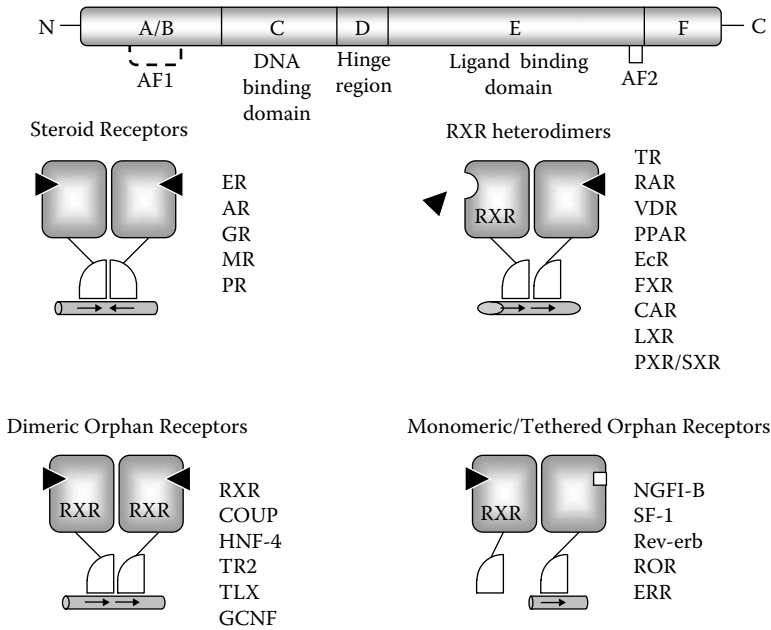 N A/B C D E F C
AF1
DNA binding domain
Hinge region
Ligand binding domain
AF2
Steroid Receptors
ER
AR
GR
MR
PR
RXR heterodimers
RXR
TR
RAR
VDR
PPAR
EcR
FXR
CAR
LXR
PXR/SXR
Dimeric Orphan Receptors
RXR RXR
RXR
COUP
HNF-4
TR2
TLX
GCNF
Monomeric/Tethered Orphan Receptors
RXR
NGFI-B
SF-1
Rev-erb
ROR
ERR